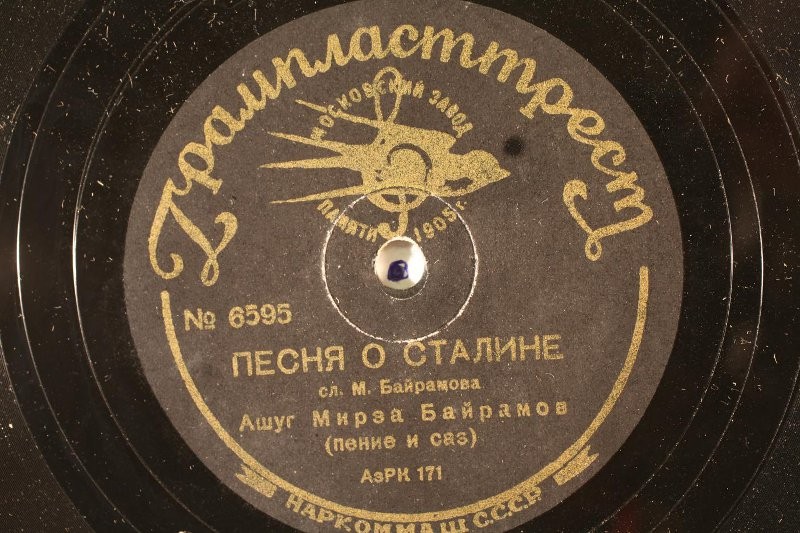 Грампласттрест
МОСКОВСКИЙ ЗАВОД
ПАМЯТИ 1905 г.
№ 6595
ПЕСНЯ О СТАЛИНЕ
сл. М. Байрамова
Ашуг Мирза Байрамов
(пение и саз)
АзРК 171
НАРКОММАШ СССР